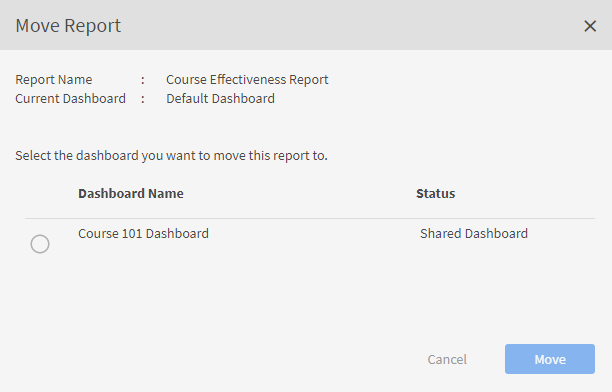 Move Report
Report Name : Course Effectiveness Report
Current Dashboard : Default Dashboard
Select the dashboard you want to move this report to.
Dashboard Name Status
Course 101 Dashboard Shared Dashboard
Cancel Move